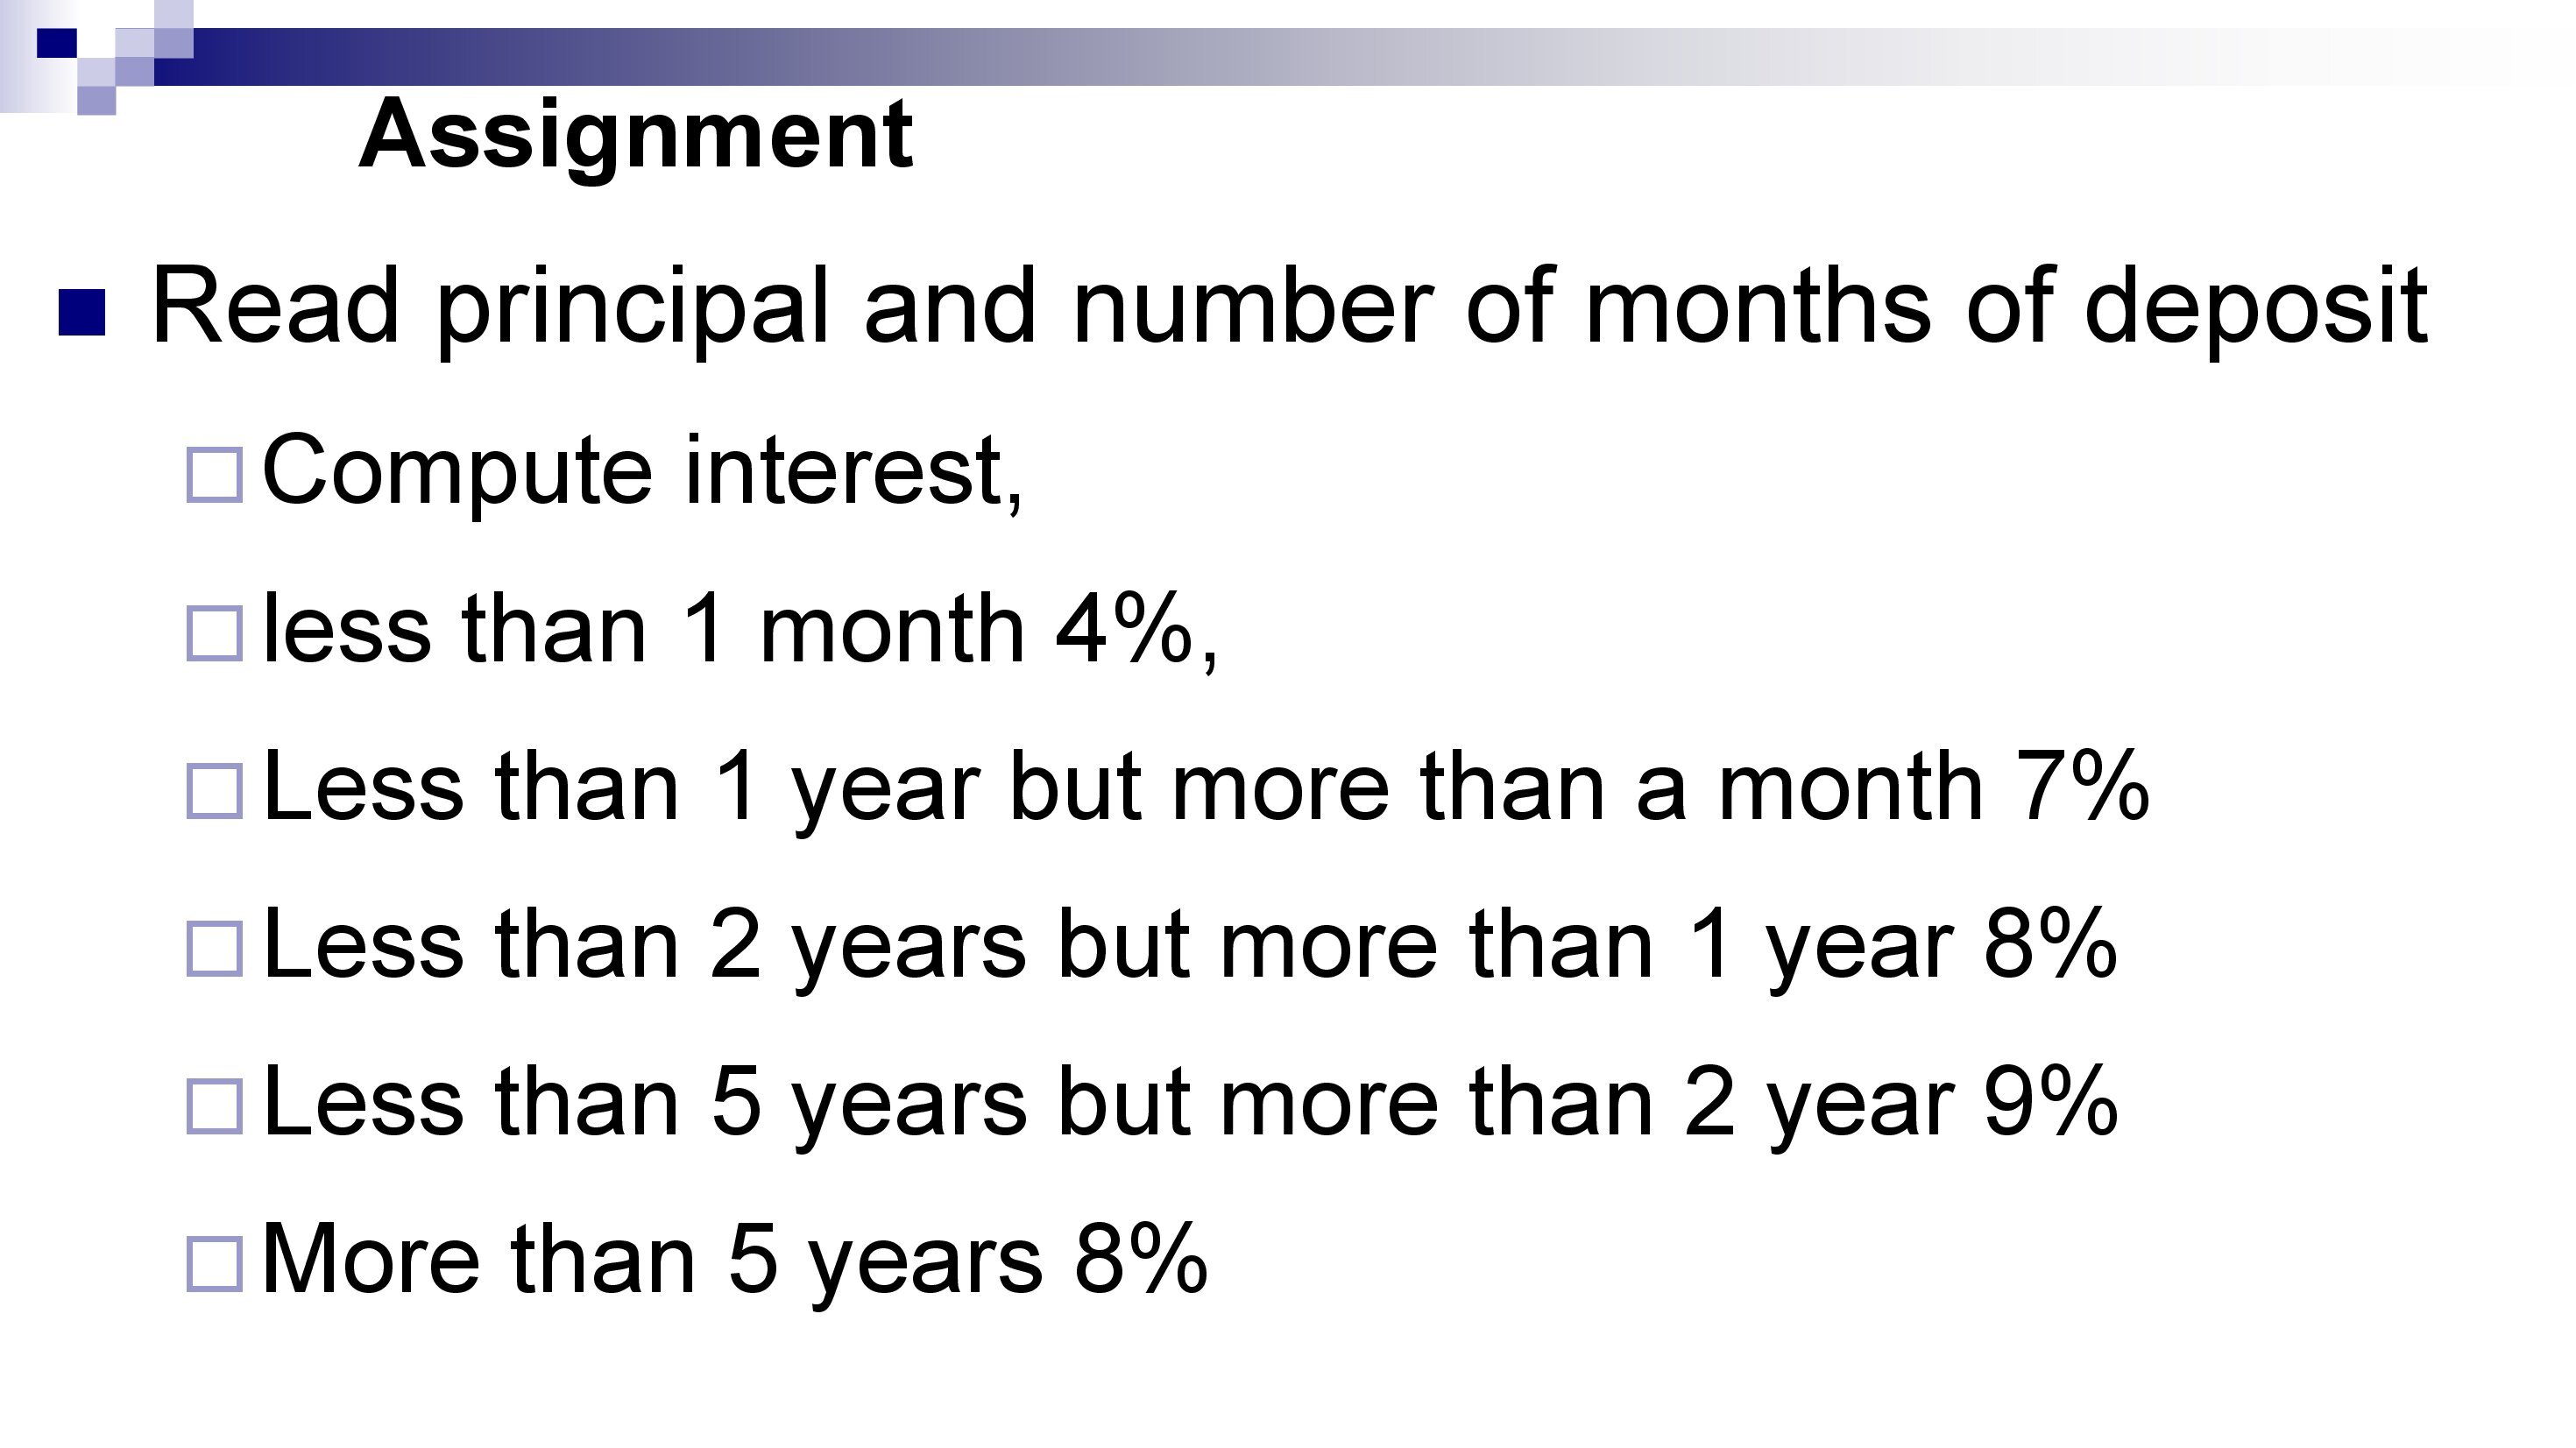 Assignment
Read principal and number of months of deposit
Compute interest,
less than 1 month 4%,
Less than 1 year but more than a month 7%
Less than 2 years but more than 1 year 8%
Less than 5 years but more than 2 year 9%
More than 5 years 8%